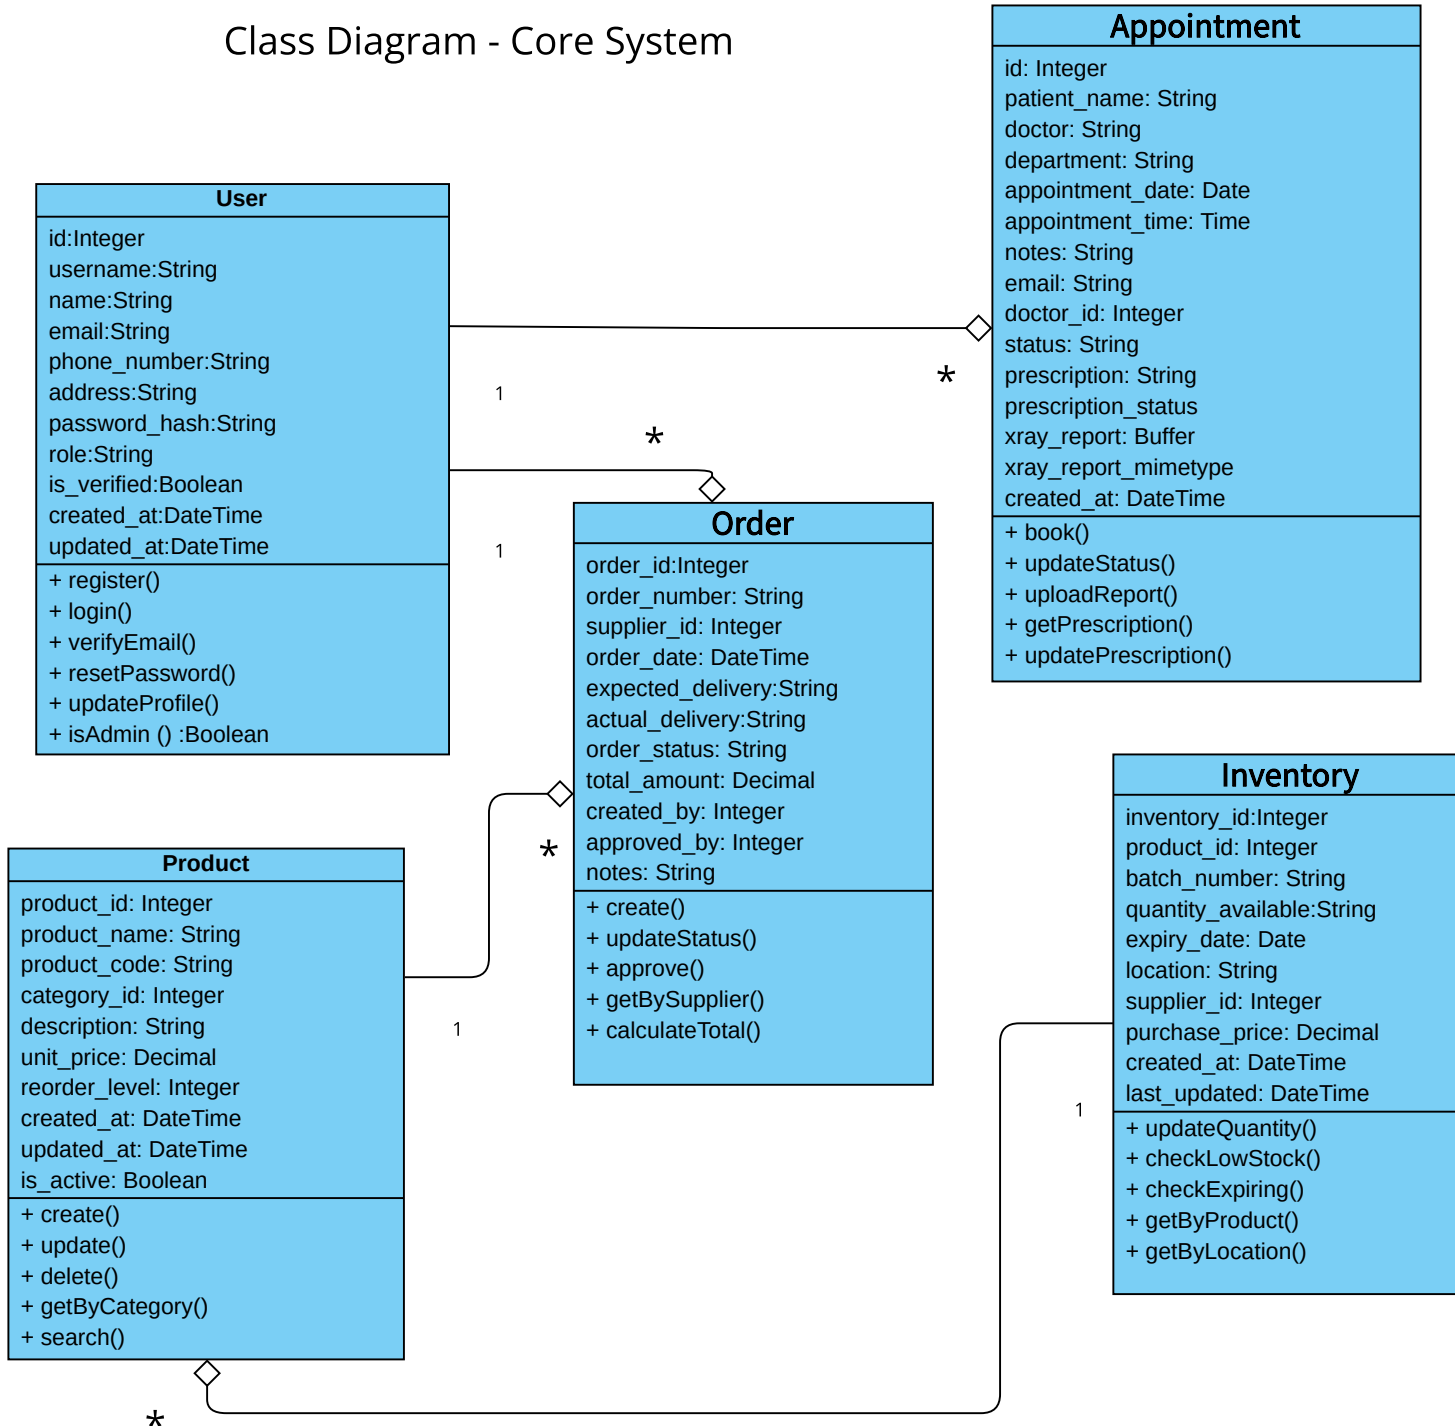 Class Diagram - Core System
Appointment
id: Integer
patient_name: String
doctor: String
department: String
appointment_date: Date
appointment_time: Time
notes: String
email: String
doctor_id: Integer
status: String
prescription: String
prescription_status
xray_report: Buffer
xray_report_mimetype
created_at: DateTime
+ book()
+ updateStatus()
+ uploadReport()
+ getPrescription()
+ updatePrescription()
User
id:Integer
username:String
name:String
email:String
phone_number:String
address:String
password_hash:String
role:String
is_verified:Boolean
created_at:DateTime
updated_at:DateTime
+ register()
+ login()
+ verifyEmail()
+ resetPassword()
+ updateProfile()
+ isAdmin () :Boolean
1
*
*
1
Order
order_id:Integer
order_number: String
supplier_id: Integer
order_date: DateTime
expected_delivery:String
actual_delivery:String
order_status: String
total_amount: Decimal
created_by: Integer
approved_by: Integer
notes: String
+ create()
+ updateStatus()
+ approve()
+ getBySupplier()
+ calculateTotal()
*
1
Product
product_id: Integer
product_name: String
product_code: String
category_id: Integer
description: String
unit_price: Decimal
reorder_level: Integer
created_at: DateTime
updated_at: DateTime
is_active: Boolean
+ create()
+ update()
+ delete()
+ getByCategory()
+ search()
*
1
Inventory
inventory_id:Integer
product_id: Integer
batch_number: String
quantity_available:String
expiry_date: Date
location: String
supplier_id: Integer
purchase_price: Decimal
created_at: DateTime
last_updated: DateTime
+ updateQuantity()
+ checkLowStock()
+ checkExpiring()
+ getByProduct()
+ getByLocation()